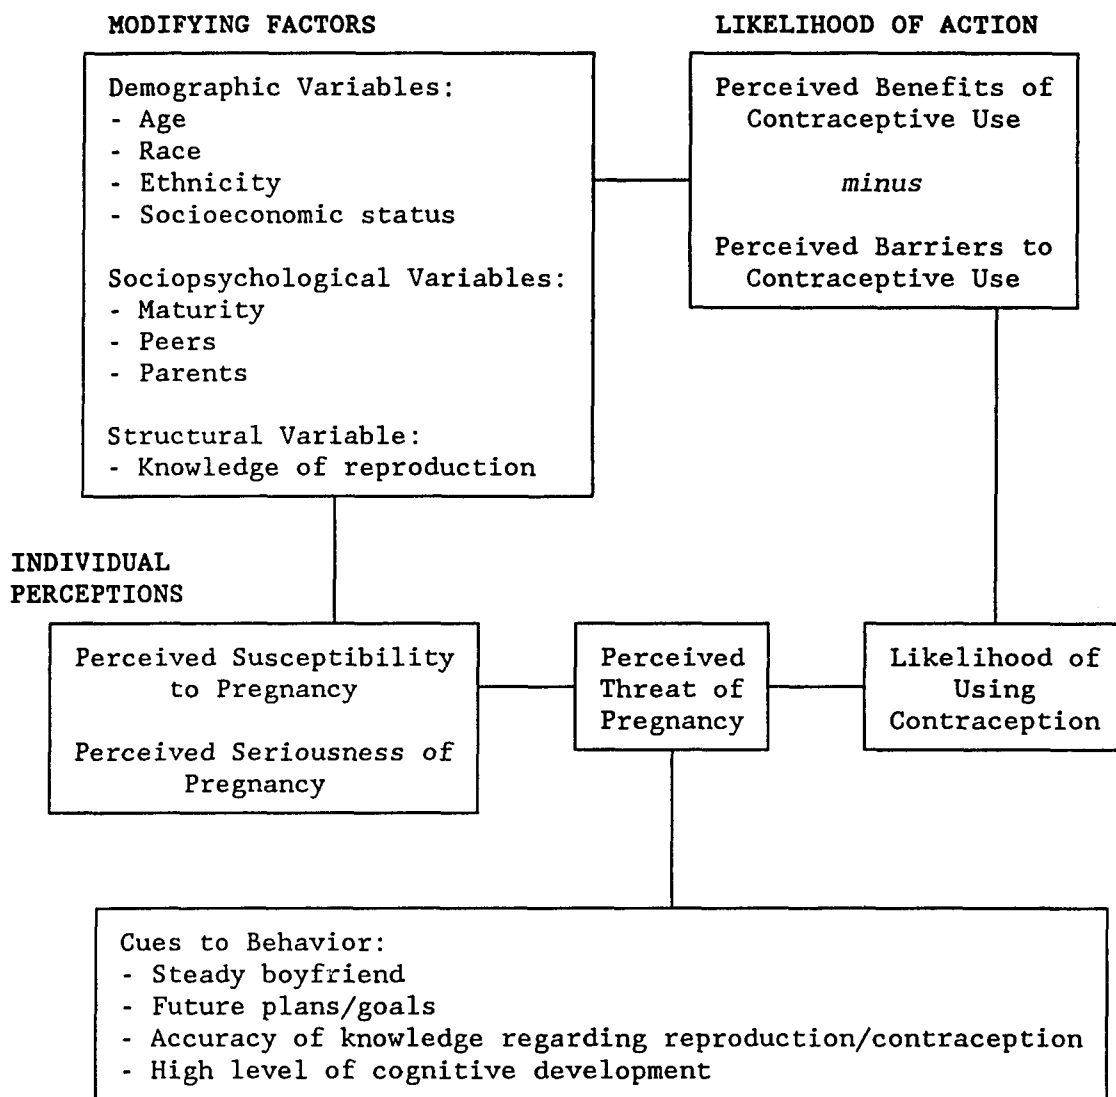 MODIFYING FACTORS
Demographic Variables:
- Age
- Race
- Ethnicity
- Socioeconomic status
Sociopsychological Variables:
- Maturity
- Peers
- Parents
Structural Variable:
- Knowledge of reproduction
LIKELIHOOD OF ACTION
Perceived Benefits of
Contraceptive Use
minus
Perceived Barriers to
Contraceptive Use
INDIVIDUAL
PERCEPTIONS
Perceived Susceptibility
to Pregnancy
Perceived Seriousness of
Pregnancy
Perceived
Threat of
Pregnancy
Likelihood of
Using
Contraception
Cues to Behavior:
- Steady boyfriend
- Future plans/goals
- Accuracy of knowledge regarding reproduction/contraception
- High level of cognitive development